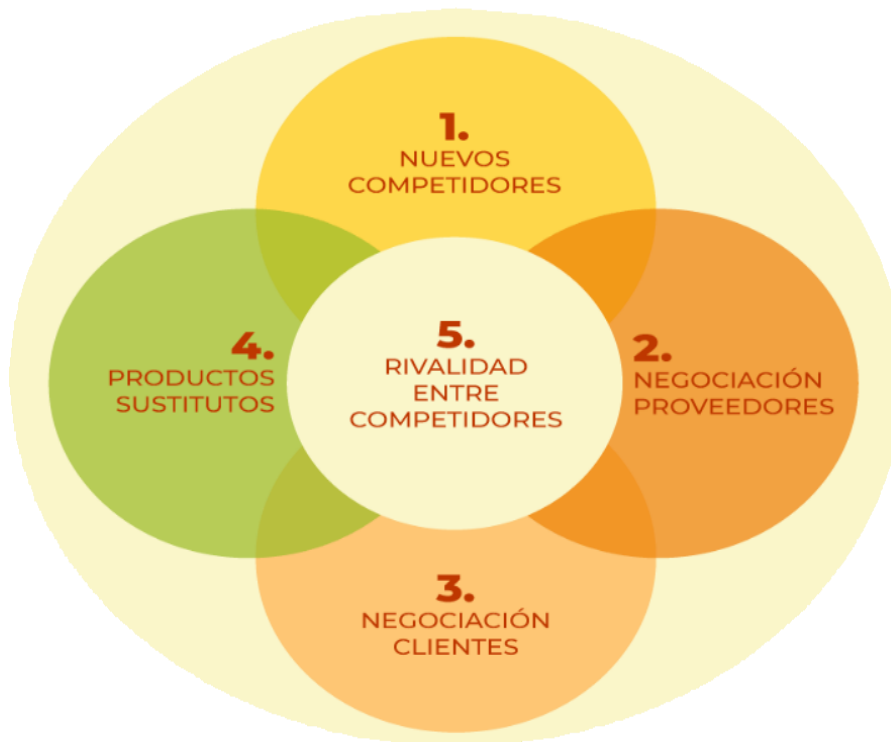 1.
NUEVOS
COMPETIDORES
2.
NEGOCIACIÓN
PROVEEDORES
3.
NEGOCIACIÓN
CLIENTES
4.
PRODUCTOS
SUSTITUTOS
5.
RIVALIDAD
ENTRE
COMPETIDORES